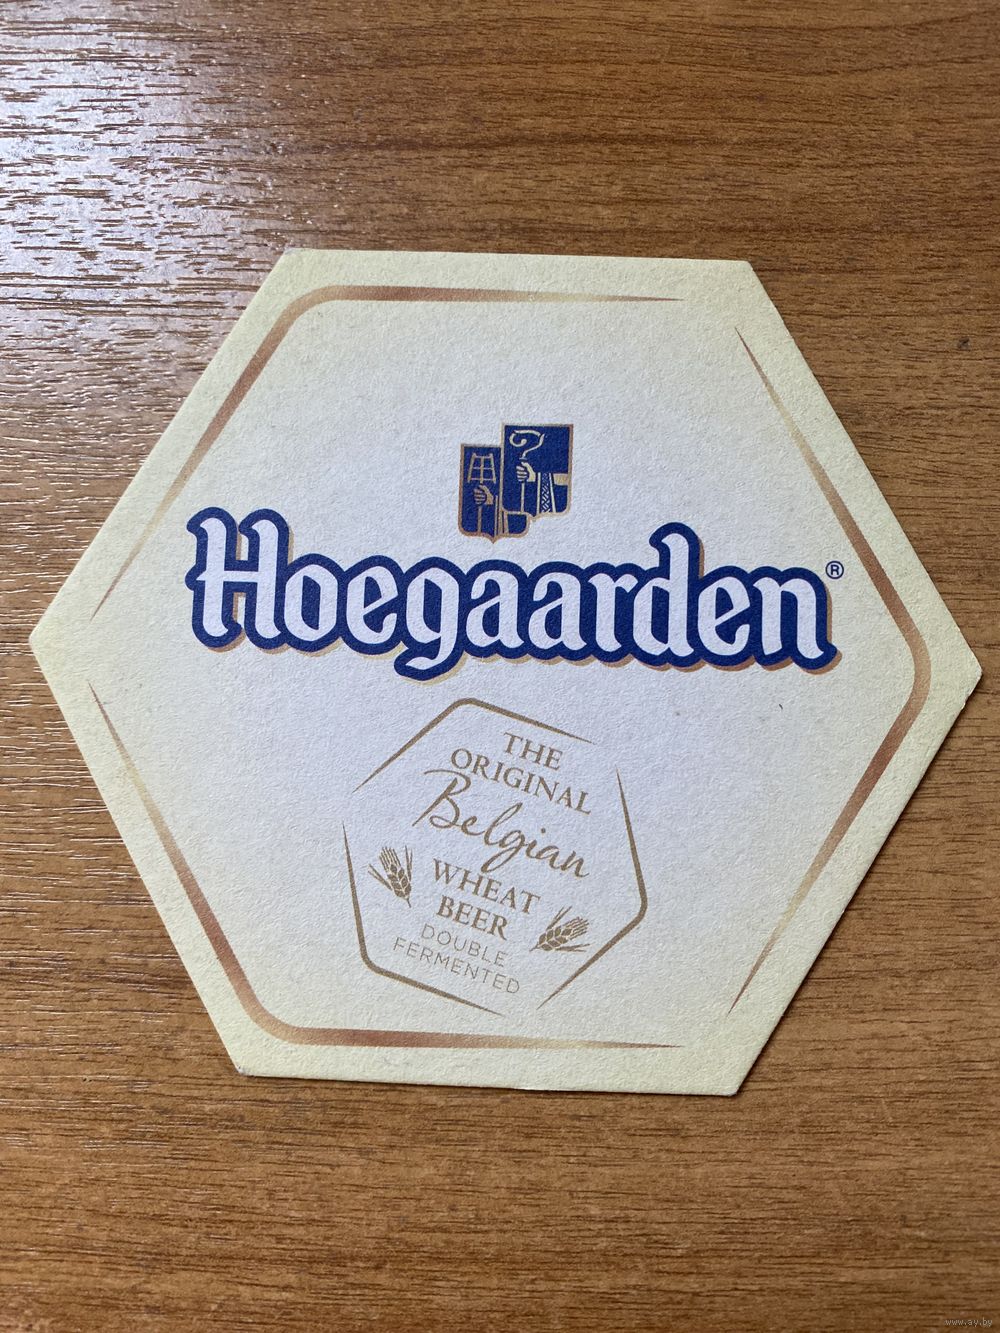 Hoegaarden®
THE
ORIGINAL
Belgian
WHEAT
BEER
DOUBLE
FERMENTED
www.ay.by